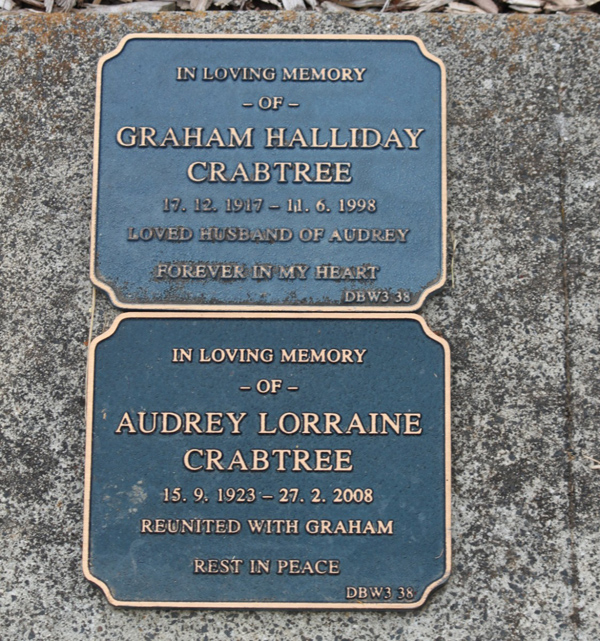 IN LOVING MEMORY
– OF –
GRAHAM HALLIDAY
CRABTREE
17. 12. 1917 – 11. 6. 1998
LOVED HUSBAND OF AUDREY
FOREVER IN MY HEART
DBW3 38
IN LOVING MEMORY
– OF –
AUDREY LORRAINE
CRABTREE
15. 9. 1923 – 27. 2. 2008
REUNITED WITH GRAHAM
REST IN PEACE
DBW3 38